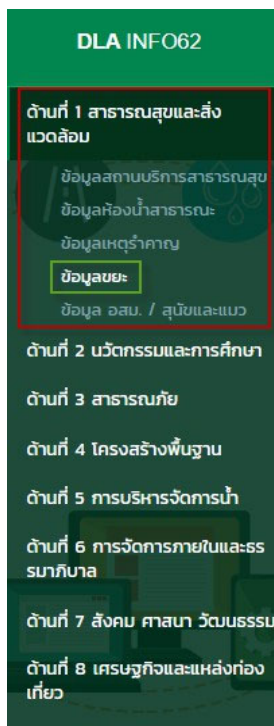 DLA INFO62
ด้านที่ 1 สาธารณสุขและสิ่ง
แวดล้อม
ข้อมูลสถานบริการสาธารณสุข
ข้อมูลห้องน้ำสาธารณะ
ข้อมูลเหตุรำคาญ
ข้อมูลขยะ
ข้อมูล อสม. / สุนัขและแมว
ด้านที่ 2 นวัตกรรมและการศึกษา
ด้านที่ 3 สาธารณภัย
ด้านที่ 4 โครงสร้างพื้นฐาน
ด้านที่ 5 การบริหารจัดการน้ำ
ด้านที่ 6 การจัดการภายในและธร
รมาภิบาล
ด้านที่ 7 สังคม ศาสนา วัฒนธรรม
ด้านที่ 8 เศรษฐกิจและแหล่งท่อง
เที่ยว